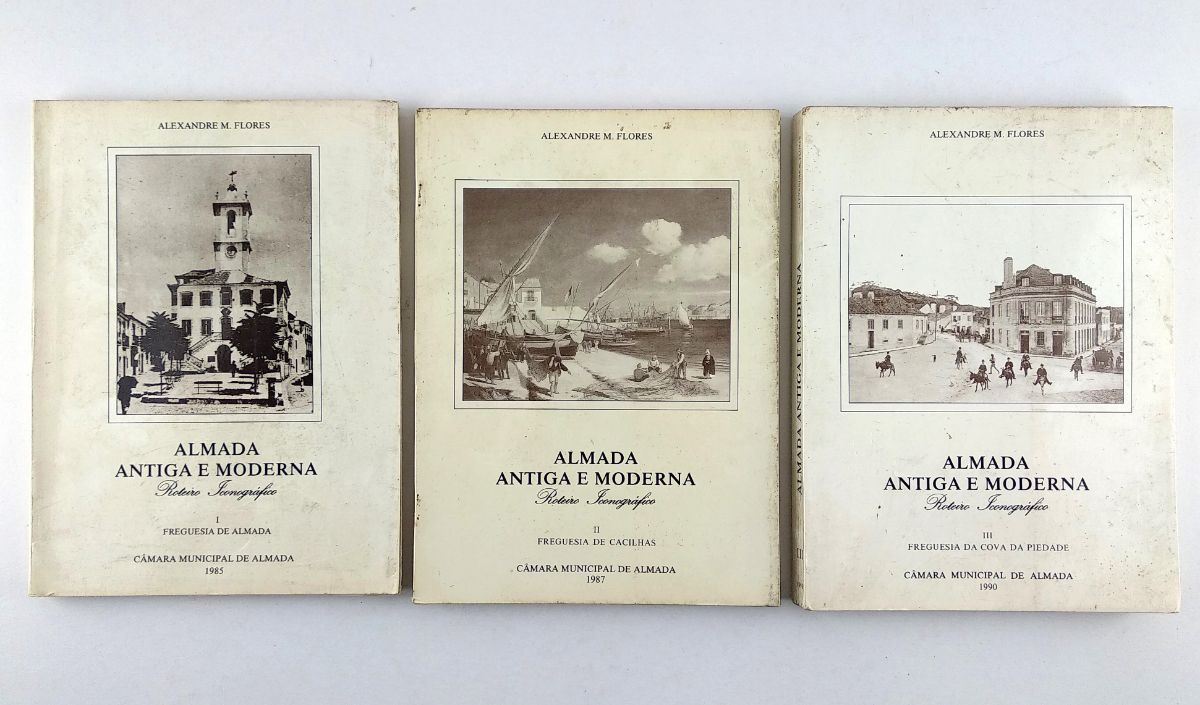 ALEXANDRE M. FLORES
ALMADA
ANTIGA E MODERNA
Roteiro Iconográfico
I
FREGUESIA DE ALMADA
CÂMARA MUNICIPAL DE ALMADA
1985
ALEXANDRE M. FLORES
ALMADA
ANTIGA E MODERNA
Roteiro Iconográfico
II
FREGUESIA DE CACILHAS
CÂMARA MUNICIPAL DE ALMADA
1987
ALMADA ANTIGA E MODERNA
III
ALEXANDRE M. FLORES
ALMADA
ANTIGA E MODERNA
Roteiro Iconográfico
III
FREGUESIA DA COVA DA PIEDADE
CÂMARA MUNICIPAL DE ALMADA
1990